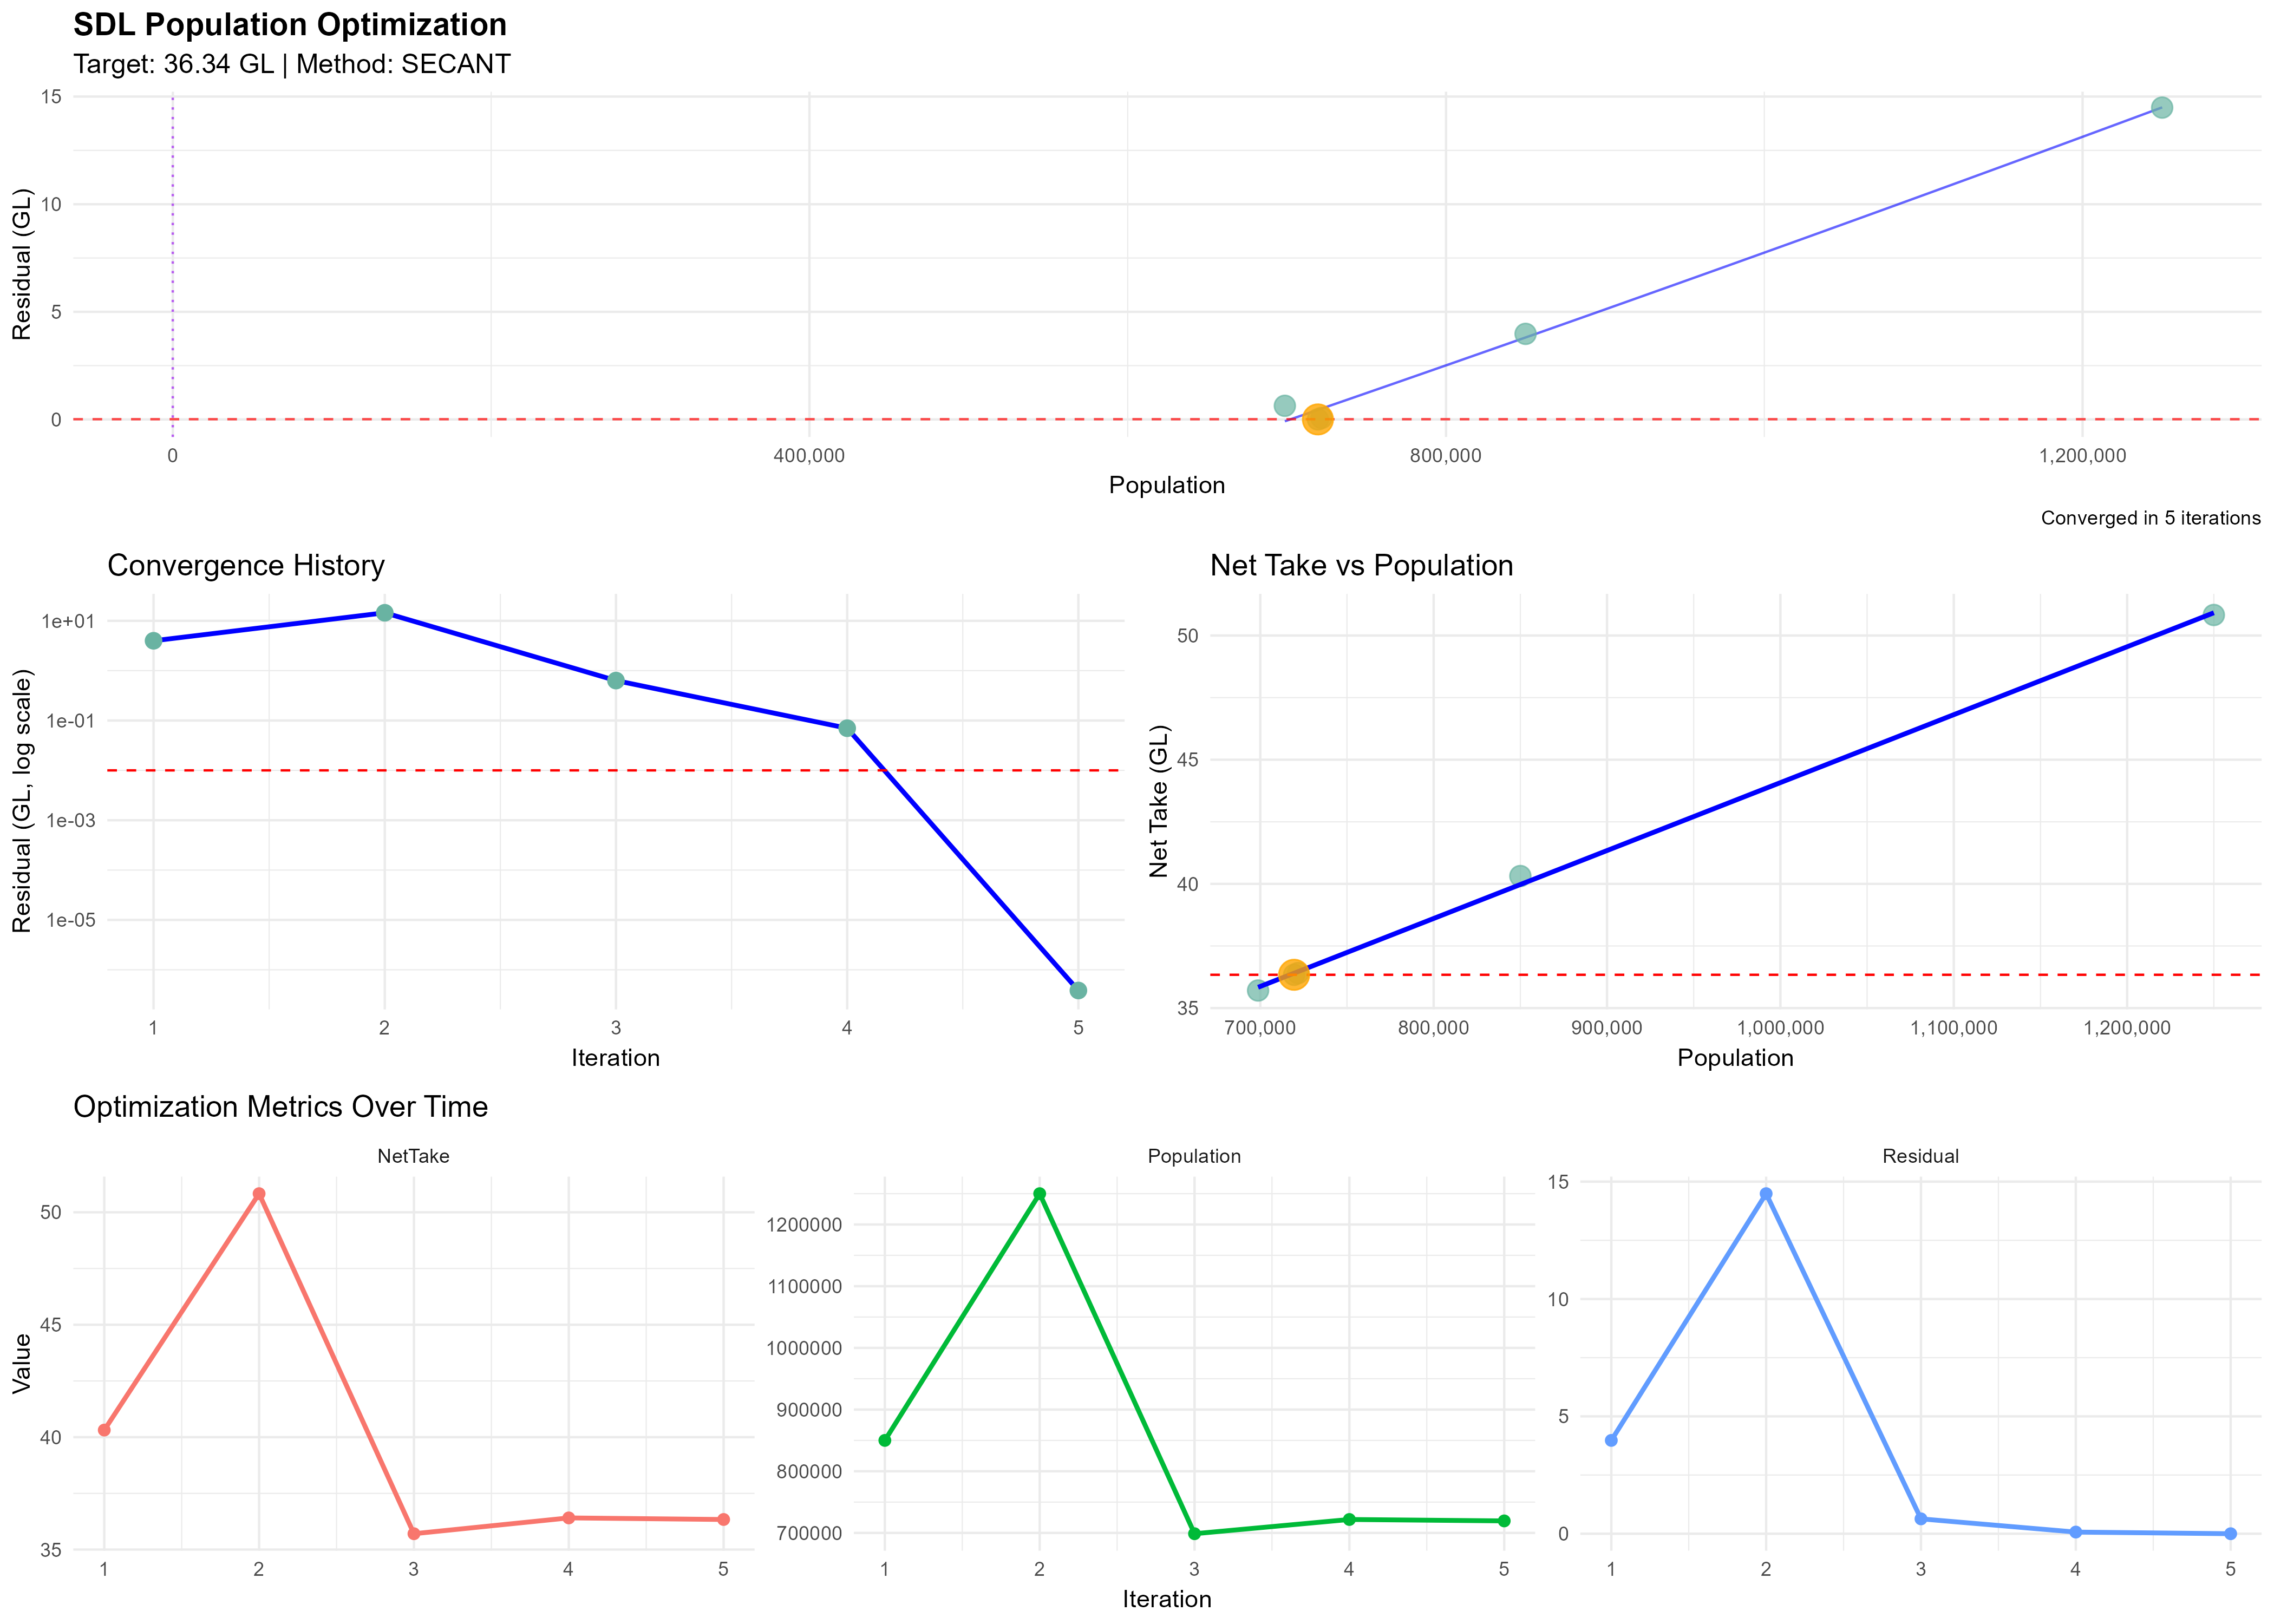 SDL Population Optimization
Target: 36.34 GL | Method: SECANT
Residual (GL)
15
10
5
0
0
400,000
800,000
1,200,000
Population
Converged in 5 iterations
Convergence History
Residual (GL, log scale)
1e+01
1e-01
1e-03
1e-05
1
2
3
4
5
Iteration
Net Take vs Population
Net Take (GL)
50
45
40
35
700,000
800,000
900,000
1,000,000
1,100,000
1,200,000
Population
Optimization Metrics Over Time
NetTake
Value
50
45
40
35
1
2
3
4
5
Population
1200000
1100000
1000000
900000
800000
700000
1
2
3
4
5
Residual
15
10
5
0
1
2
3
4
5
Iteration